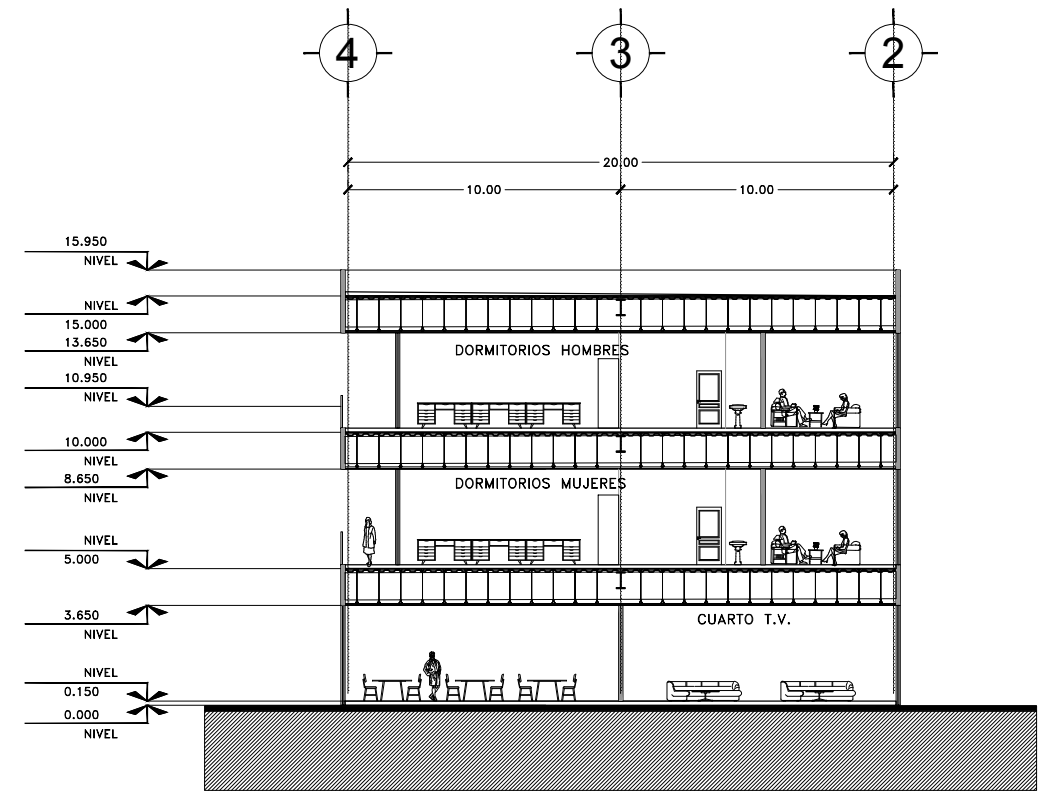 4 3 2
20.00
10.00 10.00
15.950
NIVEL
NIVEL
15.000
13.650
NIVEL
DORMITORIOS HOMBRES
10.950
NIVEL
10.000
NIVEL
8.650
NIVEL
DORMITORIOS MUJERES
NIVEL
5.000
3.650
NIVEL
CUARTO T.V.
NIVEL
0.150
0.000
NIVEL